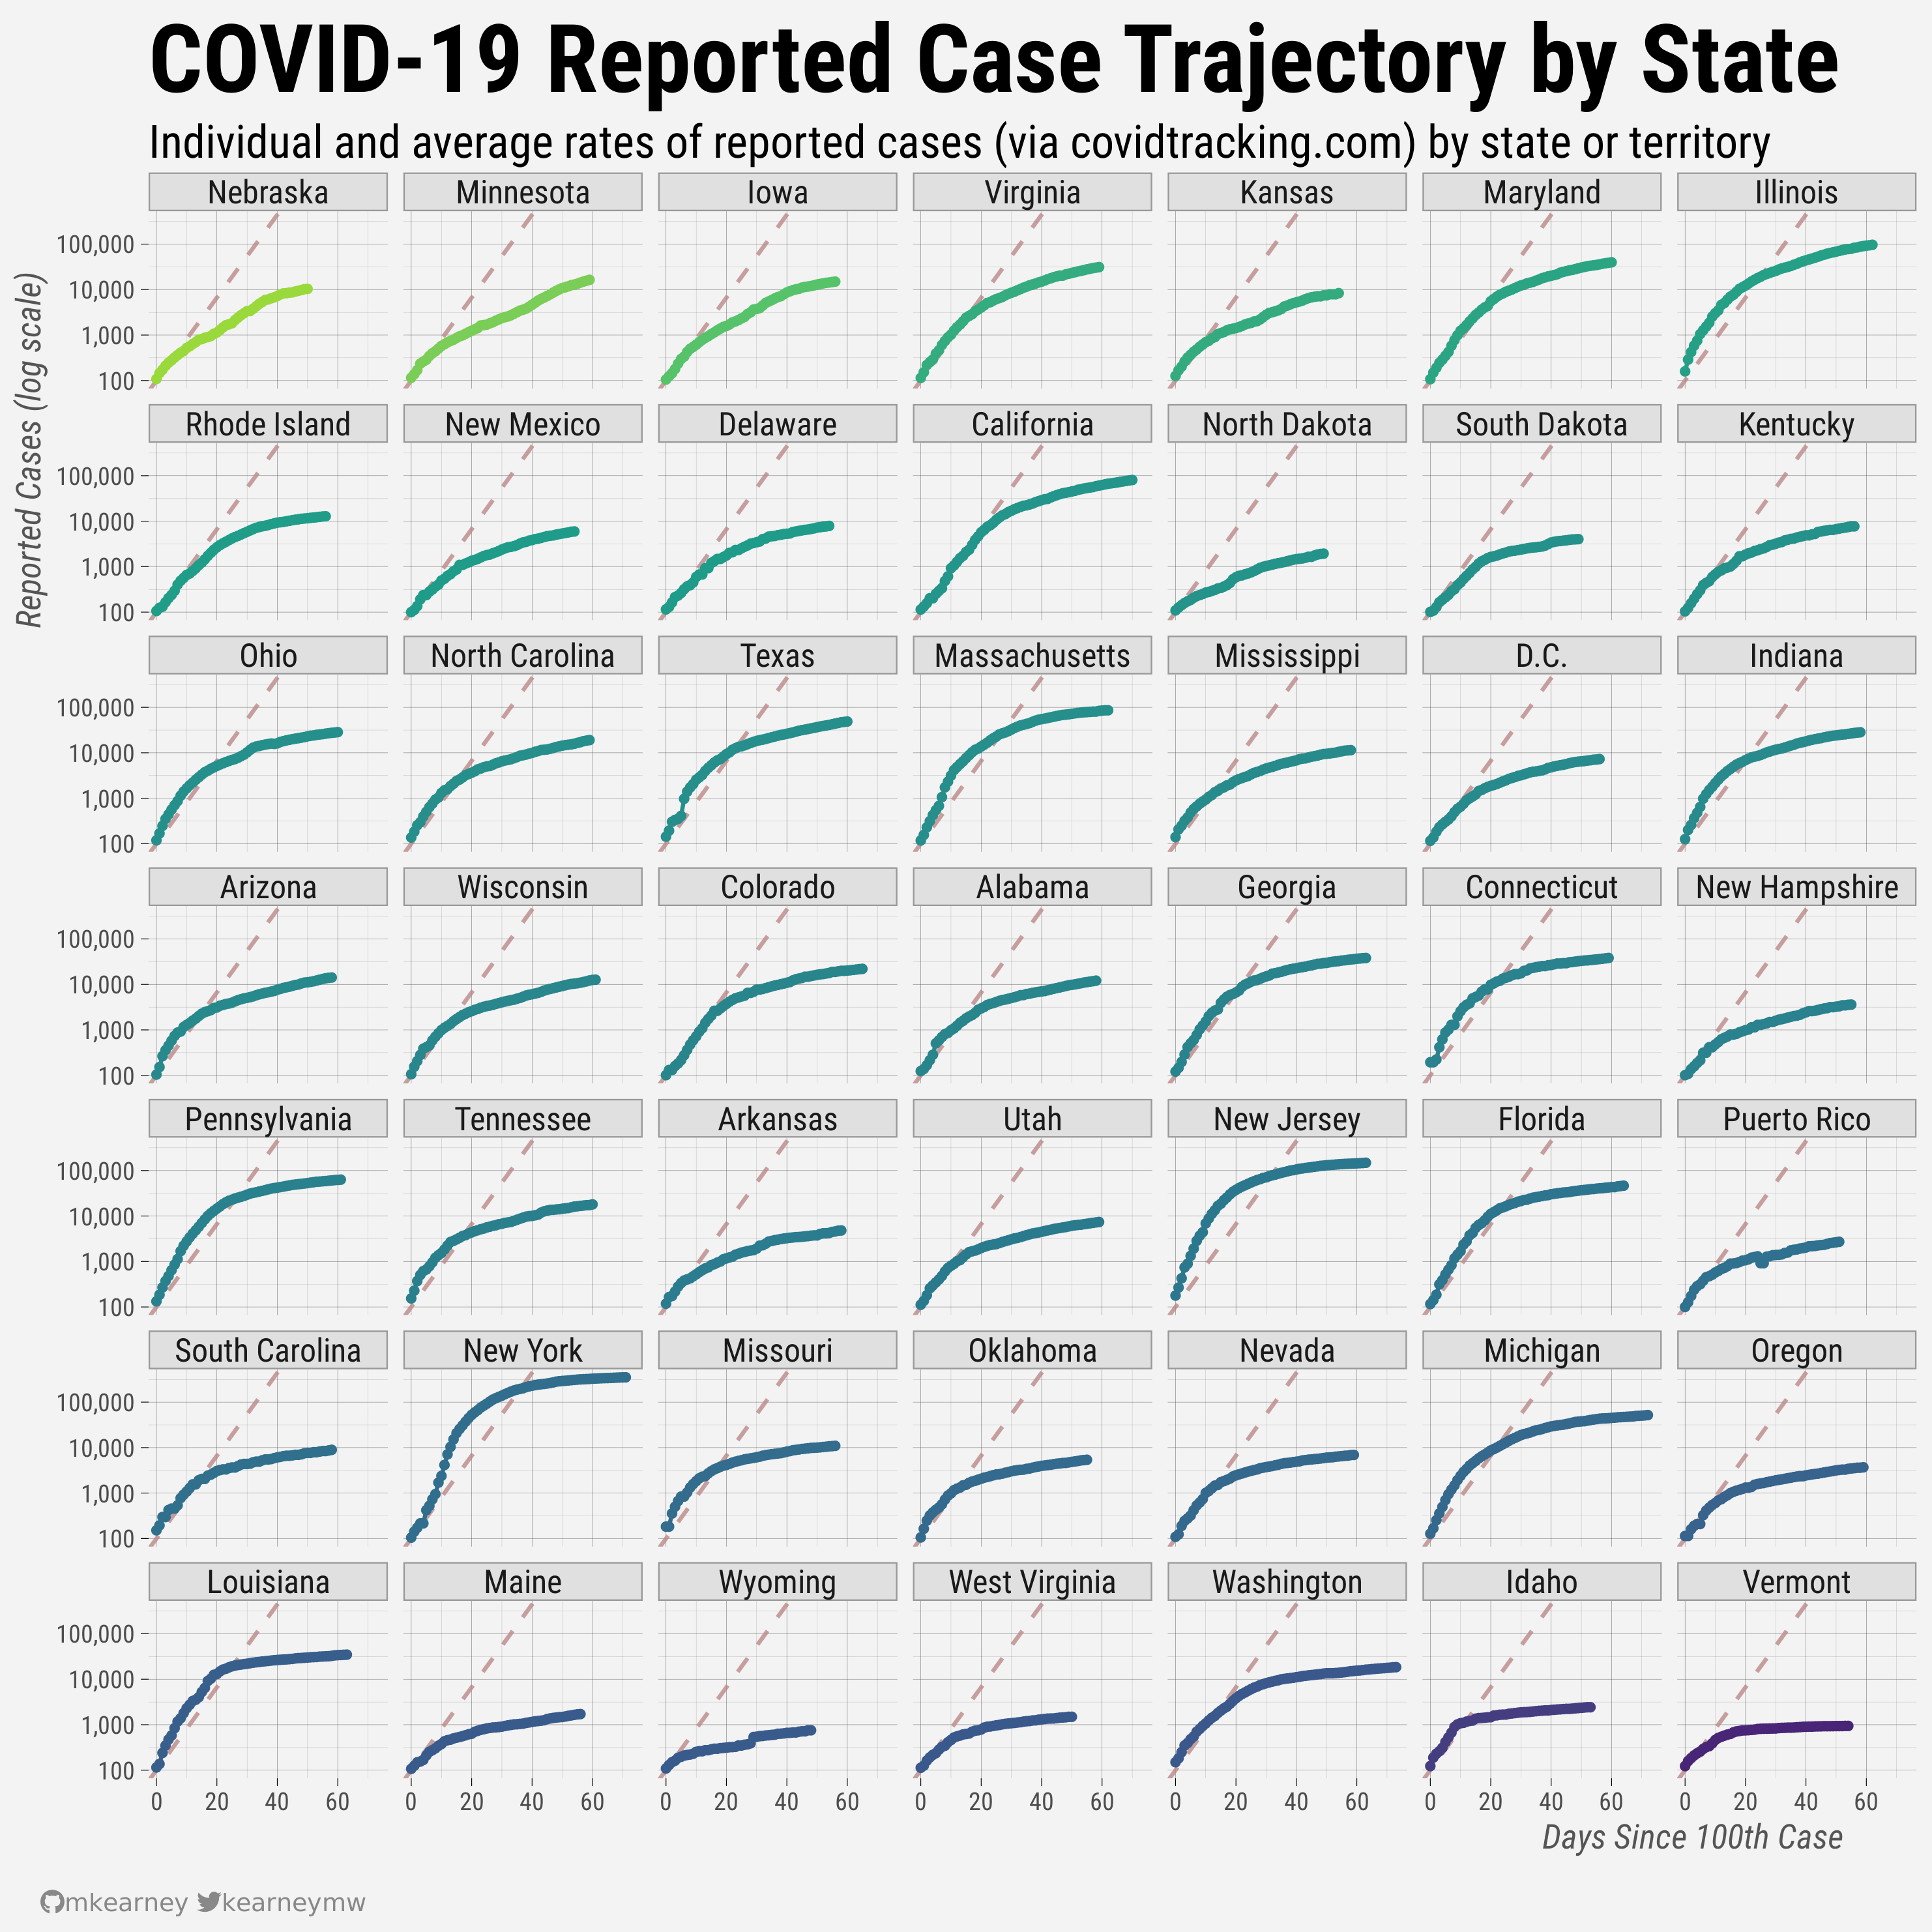 COVID-19 Reported Case Trajectory by State
Individual and average rates of reported cases (via covidtracking.com) by state or territory
Reported Cases (log scale)
Nebraska Minnesota Iowa Virginia Kansas Maryland Illinois
100,000
10,000
1,000
100
Rhode Island New Mexico Delaware California North Dakota South Dakota Kentucky
100,000
10,000
1,000
100
Ohio North Carolina Texas Massachusetts Mississippi D.C. Indiana
100,000
10,000
1,000
100
Arizona Wisconsin Colorado Alabama Georgia Connecticut New Hampshire
100,000
10,000
1,000
100
Pennsylvania Tennessee Arkansas Utah New Jersey Florida Puerto Rico
100,000
10,000
1,000
100
South Carolina New York Missouri Oklahoma Nevada Michigan Oregon
100,000
10,000
1,000
100
Louisiana Maine Wyoming West Virginia Washington Idaho Vermont
100,000
10,000
1,000
100
0 20 40 60 0 20 40 60 0 20 40 60 0 20 40 60 0 20 40 60 0 20 40 60 0 20 40 60
Days Since 100th Case
mkearney kearneymw